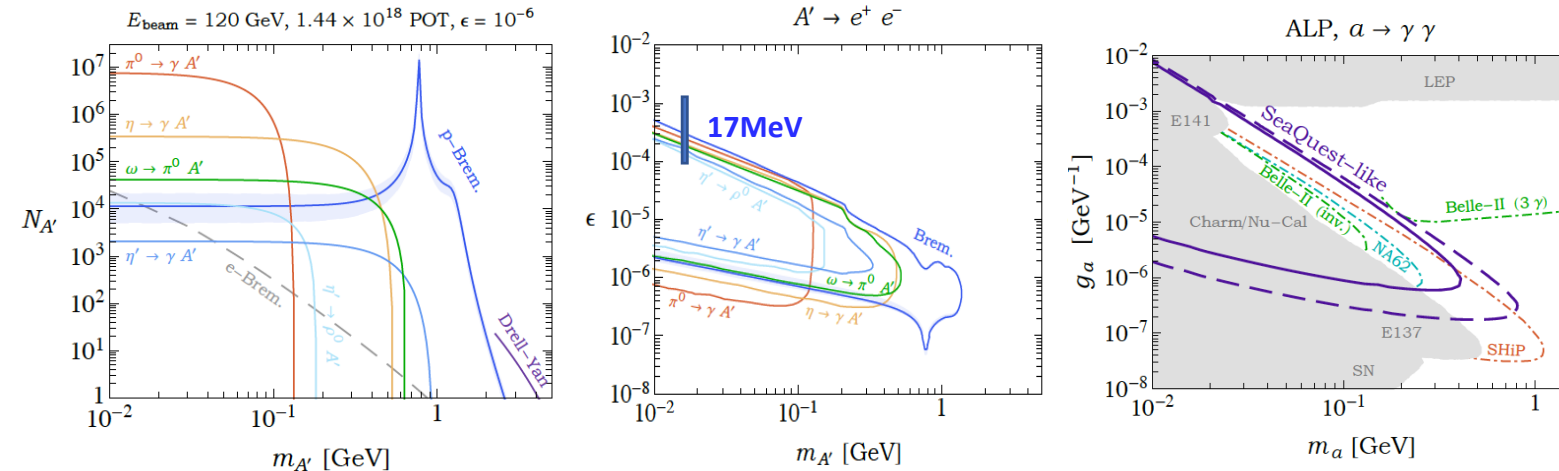 E_beam = 120 GeV, 1.44 × 10^18 POT, ϵ = 10^−6
10^7
10^6
10^5
10^4
10^3
10^2
10^1
1
N_A′
π^0 → γ A′
η → γ A′
ω → π^0 A′
η′ → γ A′
e−Brem.
η′ → ρ^0 A′
p−Brem.
Drell−Yan
10^−2
10^−1
1
m_A′ [GeV]
A′ → e^+ e^−
10^−2
10^−3
10^−4
10^−5
10^−6
10^−7
10^−8
ϵ
17MeV
η′ → ρ^0 A′
η′ → γ A′
Brem.
ω → π^0 A′
π^0 → γ A′
η → γ A′
10^−2
10^−1
1
m_A′ [GeV]
ALP, a → γ γ
10^−2
10^−3
10^−4
10^−5
10^−6
10^−7
10^−8
g_a [GeV^−1]
LEP
E141
SeaQuest−like
Belle−II (3 γ)
Belle−II (inv.)
NA62
Charm/Nu−Cal
E137
SHiP
SN
10^−2
10^−1
1
m_a [GeV]